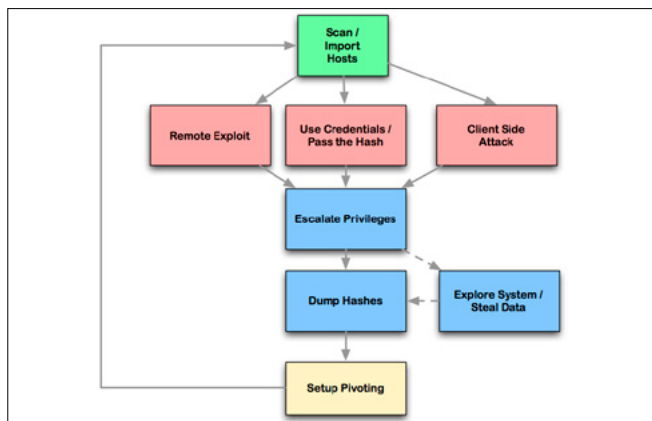 Scan /
Import
Hosts
Remote Exploit
Use Credentials /
Pass the Hash
Client Side
Attack
Escalate Privileges
Dump Hashes
Explore System /
Steal Data
Setup Pivoting